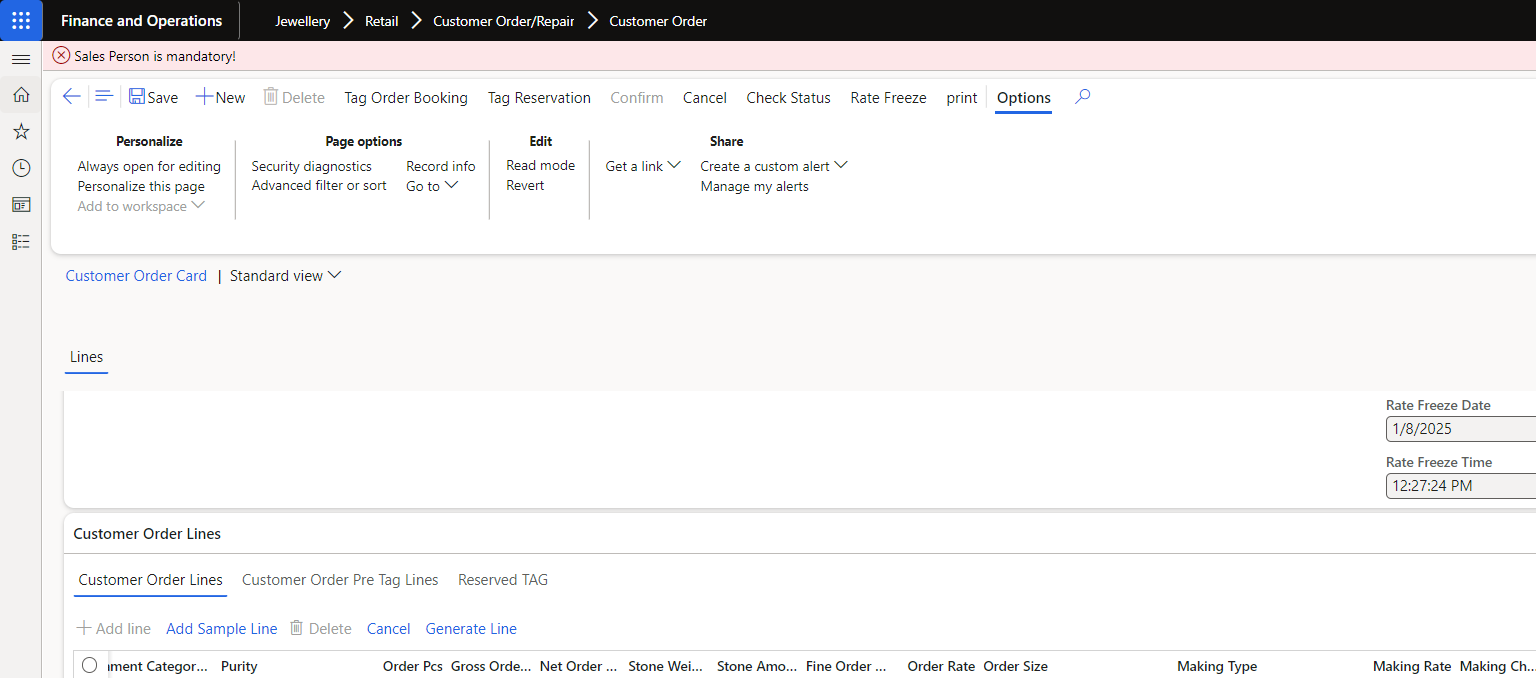 Finance and Operations Jewellery Retail Customer Order/Repair Customer Order
Sales Person is mandatory!
Save New Delete Tag Order Booking Tag Reservation Confirm Cancel Check Status Rate Freeze print Options
Personalize Page options Edit Share
Always open for editing Security diagnostics Record info Read mode Get a link Create a custom alert
Personalize this page Advanced filter or sort Go to Revert Manage my alerts
Add to workspace
Customer Order Card | Standard view
Lines
Rate Freeze Date
1/8/2025
Rate Freeze Time
12:27:24 PM
Customer Order Lines
Customer Order Lines Customer Order Pre Tag Lines Reserved TAG
Add line Add Sample Line Delete Cancel Generate Line
Categor... Purity Order Pcs Gross Orde... Net Order ... Stone Wei... Stone Amo... Fine Order ... Order Rate Order Size Making Type Making Rate Making Ch...